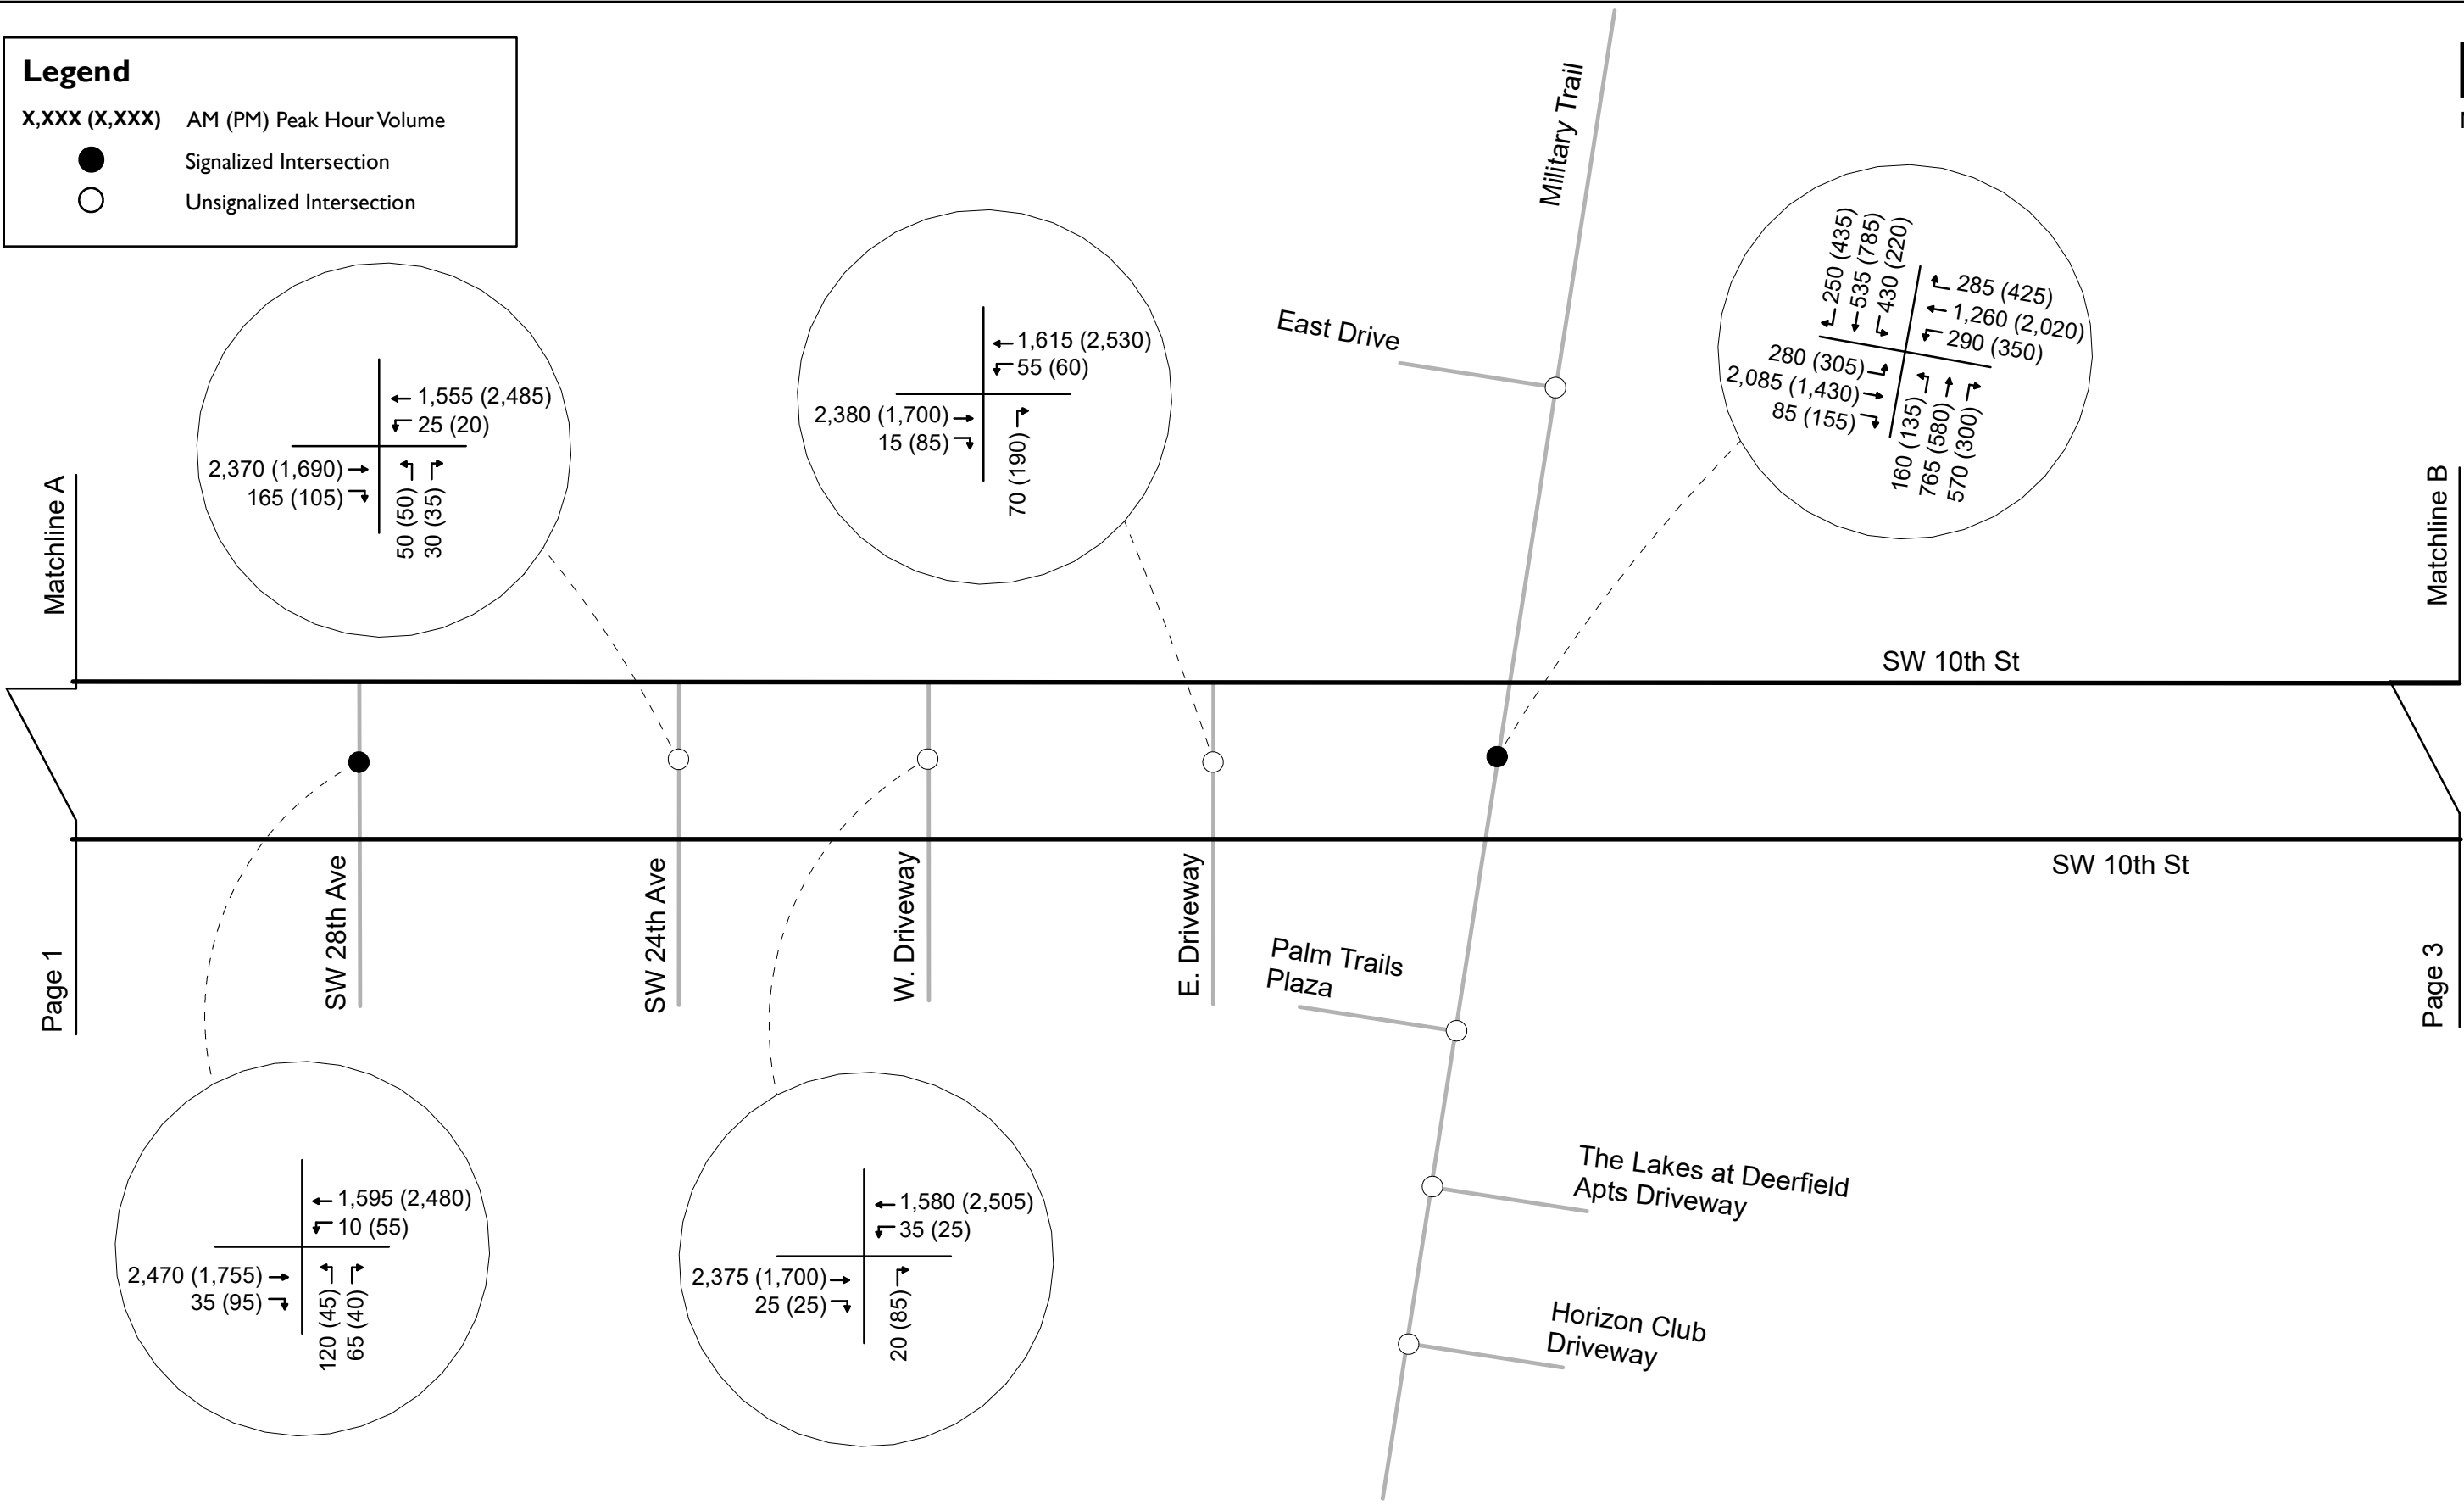 Legend
X,XXX (X,XXX) AM (PM) Peak Hour Volume
Signalized Intersection
Unsignalized Intersection
Military Trail
East Drive
1,555 (2,485)
25 (20)
2,370 (1,690)
165 (105)
50 (50)
30 (35)
1,615 (2,530)
55 (60)
2,380 (1,700)
15 (85)
70 (190)
250 (435)
535 (785)
430 (220)
285 (425)
1,260 (2,020)
290 (350)
280 (305)
2,085 (1,430)
85 (155)
160 (135)
765 (580)
570 (300)
Matchline A
Matchline B
SW 10th St
SW 10th St
Page 1
SW 28th Ave
SW 24th Ave
W. Driveway
E. Driveway
Palm Trails
Plaza
Page 3
The Lakes at Deerfield
Apts Driveway
Horizon Club
Driveway
1,595 (2,480)
10 (55)
2,470 (1,755)
35 (95)
120 (45)
65 (40)
1,580 (2,505)
35 (25)
2,375 (1,700)
25 (25)
20 (85)